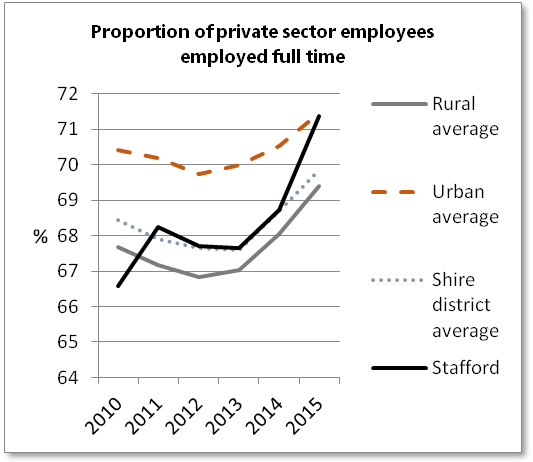 Proportion of private sector employees
employed full time
72
71
70
69
68
67
66
65
64
%
2010
2011
2012
2013
2014
2015
Rural
average
Urban
average
Shire
district
average
Stafford